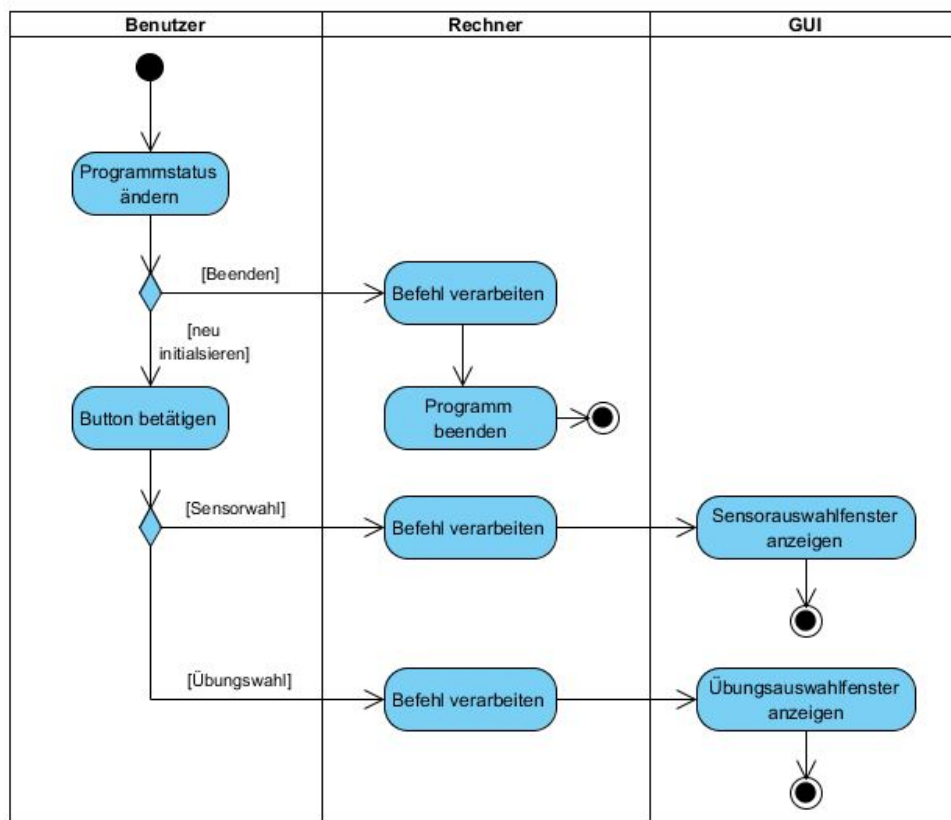 Benutzer
Rechner
GUI
Programmstatus
ändern
[Beenden]
Befehl verarbeiten
[neu
initialsieren]
Button betätigen
Programm
beenden
[Sensorwahl]
Befehl verarbeiten
Sensorauswahlfenster
anzeigen
[Übungswahl]
Befehl verarbeiten
Übungsauswahlfenster
anzeigen